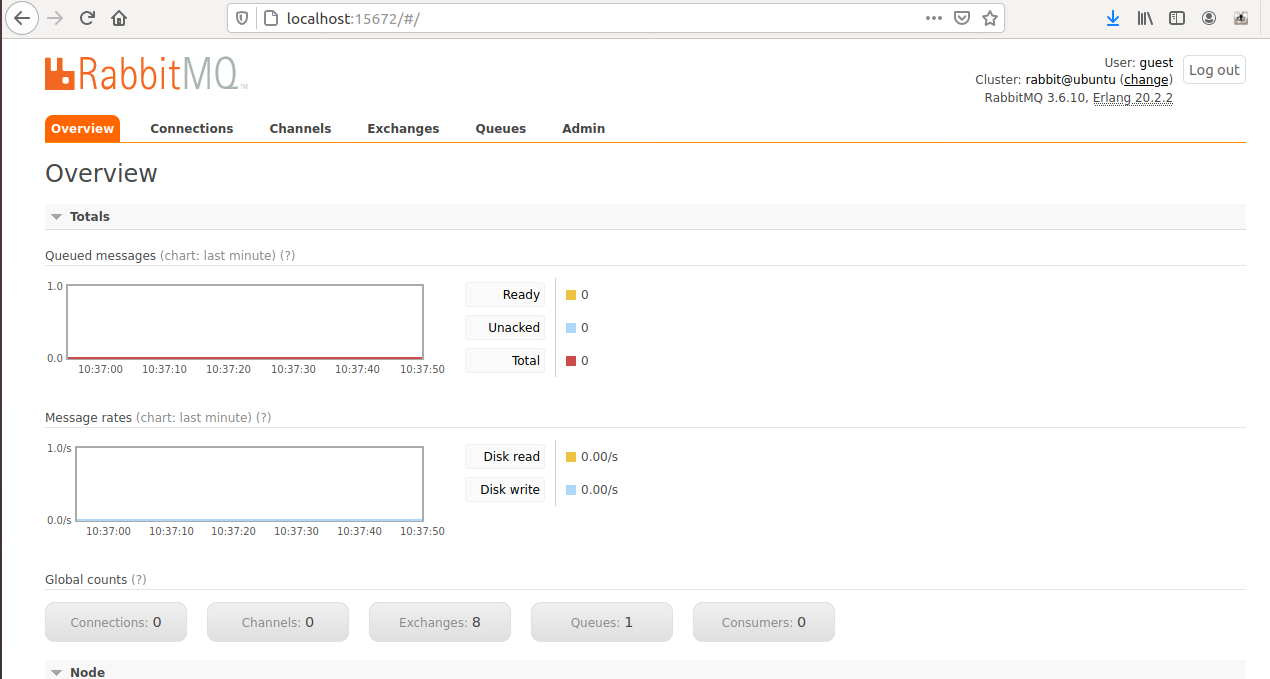 localhost:15672/#/
RabbitMQ TM
User: guest
Cluster: rabbit@ubuntu (change)
RabbitMQ 3.6.10, Erlang 20.2.2
Log out
Overview Connections Channels Exchanges Queues Admin
Overview
Totals
Queued messages (chart: last minute) (?)
1.0
0.0
10:37:00 10:37:10 10:37:20 10:37:30 10:37:40 10:37:50
Ready 0
Unacked 0
Total 0
Message rates (chart: last minute) (?)
1.0/s
0.0/s
10:37:00 10:37:10 10:37:20 10:37:30 10:37:40 10:37:50
Disk read 0.00/s
Disk write 0.00/s
Global counts (?)
Connections: 0 Channels: 0 Exchanges: 8 Queues: 1 Consumers: 0
Node